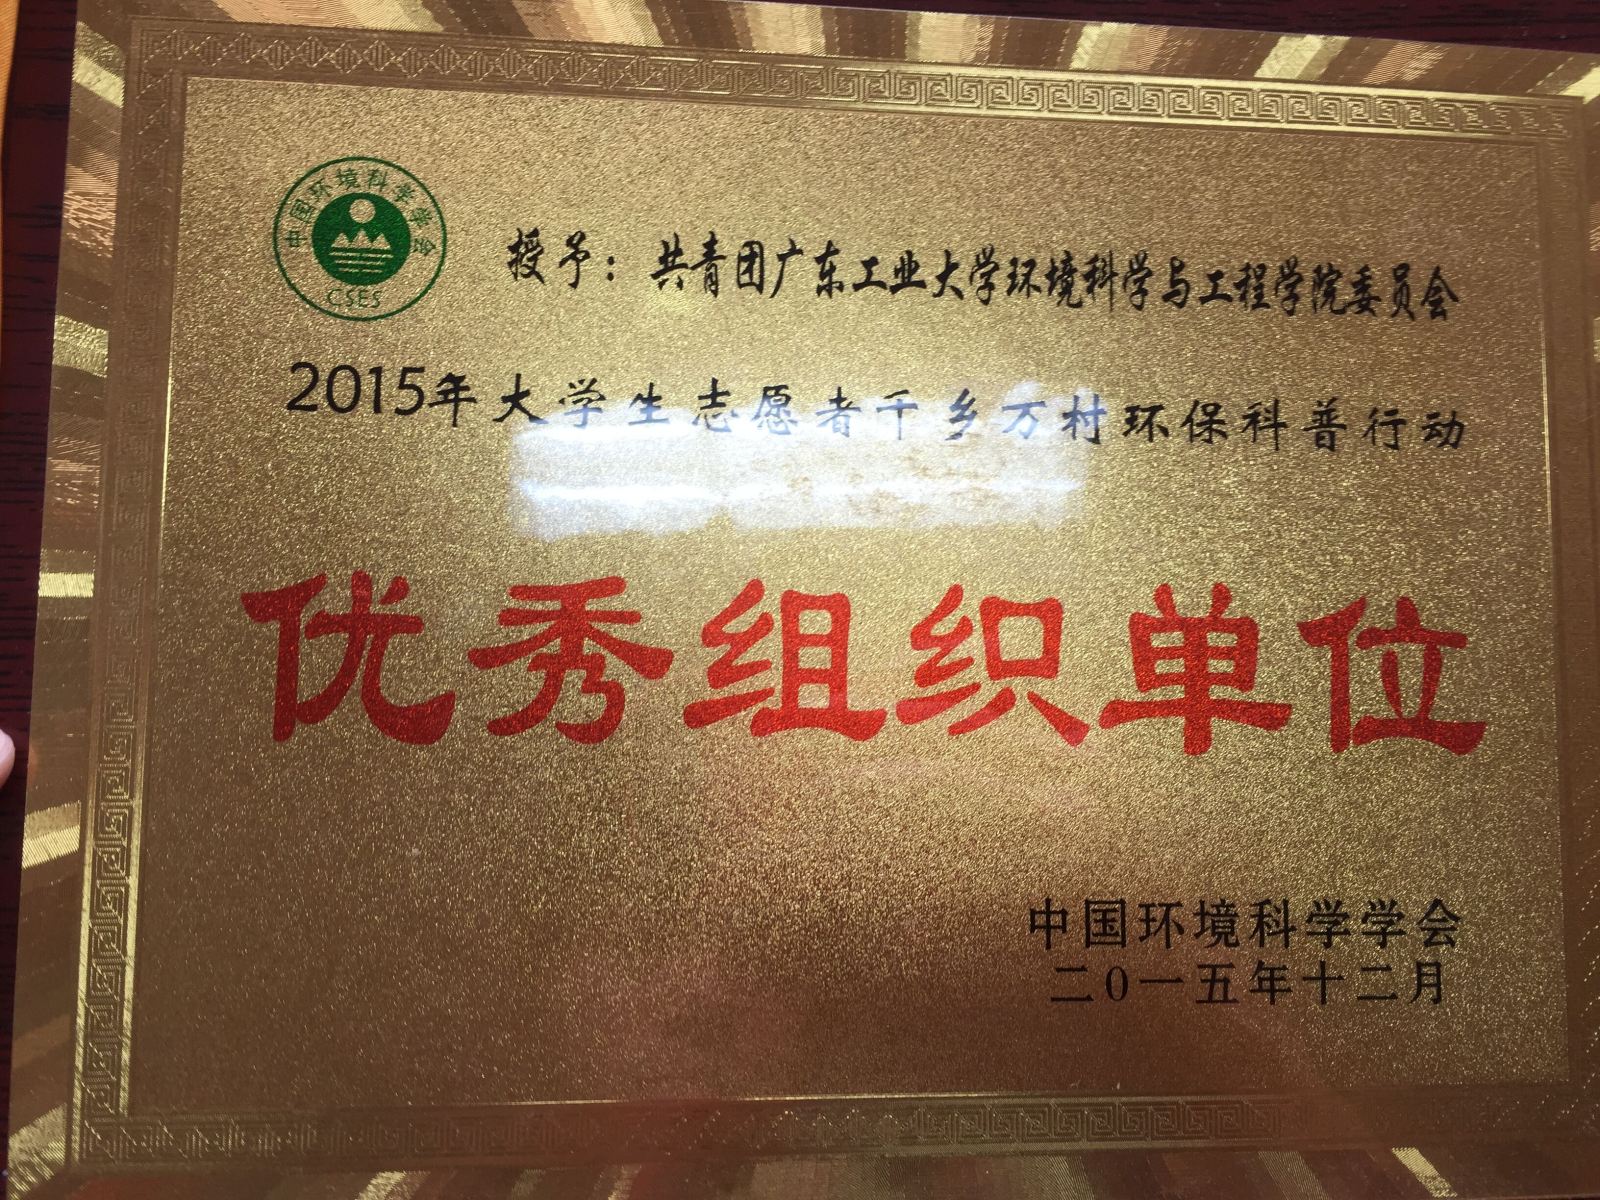 中国环境科学学会
CSES
授予：共青团广东工业大学环境科学与工程学院委员会
2015年大学生志愿者千乡万村环保科普行动
优秀组织单位
中国环境科学学会
二0一五年十二月